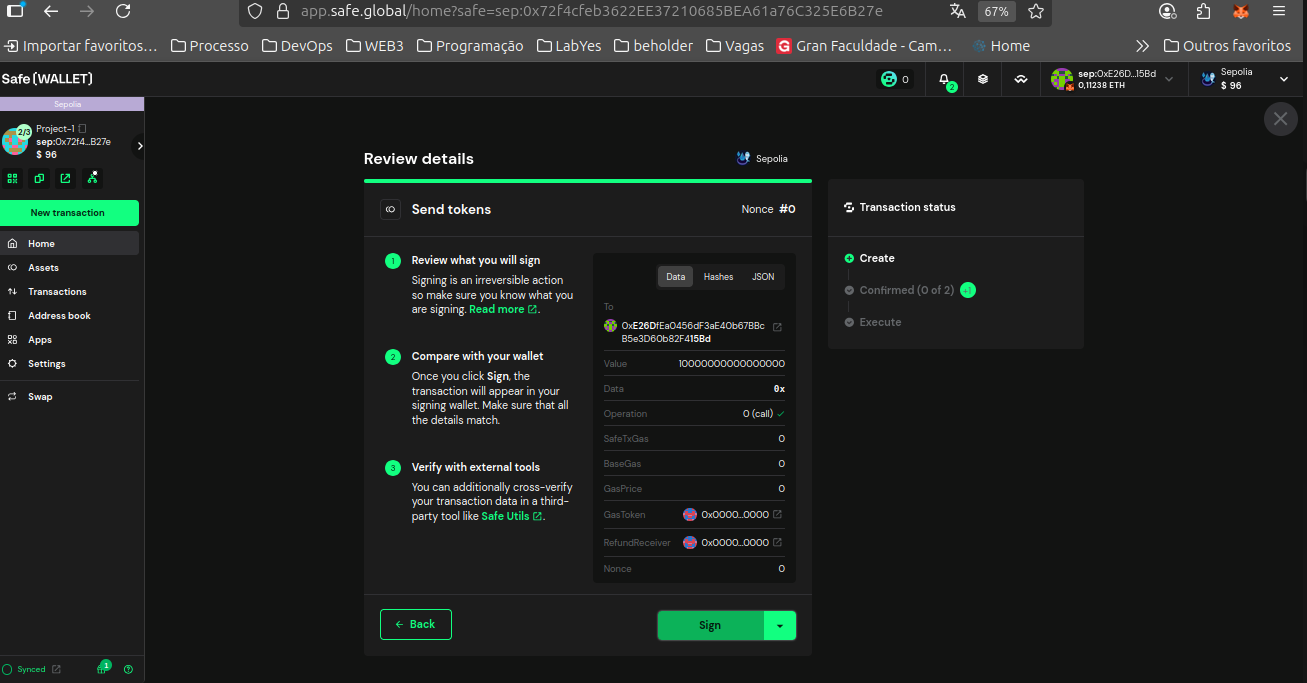 app.safe.global/home?safe=sep:0x72f4cfeb3622EE37210685BEA61a76C325E6B27e
67%
Importar favoritos…
Processo
DevOps
WEB3
Programação
LabYes
beholder
Vagas
Gran Faculdade - Cam…
Home
Outros favoritos
Safe{WALLET}
0
2
sep:0xE26D...15Bd
0,11238 ETH
Sepolia
$ 96
Sepolia
2/3
Project-1
sep:0x72f4...B27e
$ 96
New transaction
Home
Assets
Transactions
Address book
Apps
Settings
Swap
Synced
1
Review details
Sepolia
Send tokens
Nonce #0
1
Review what you will sign
Signing is an irreversible action
so make sure you know what you
are signing. Read more.
2
Compare with your wallet
Once you click Sign, the
transaction will appear in your
signing wallet. Make sure that all
the details match.
3
Verify with external tools
You can additionally cross-verify
your transaction data in a third-
party tool like Safe Utils.
Data
Hashes
JSON
To
0xE26DfEa0456dF3aE40b67BBc
B5e3D60b82F415Bd
Value
10000000000000000
Data
0x
Operation
0 (call)
SafeTxGas
0
BaseGas
0
GasPrice
0
GasToken
0x0000...0000
RefundReceiver
0x0000...0000
Nonce
0
Back
Sign
Transaction status
Create
Confirmed (0 of 2)
+1
Execute